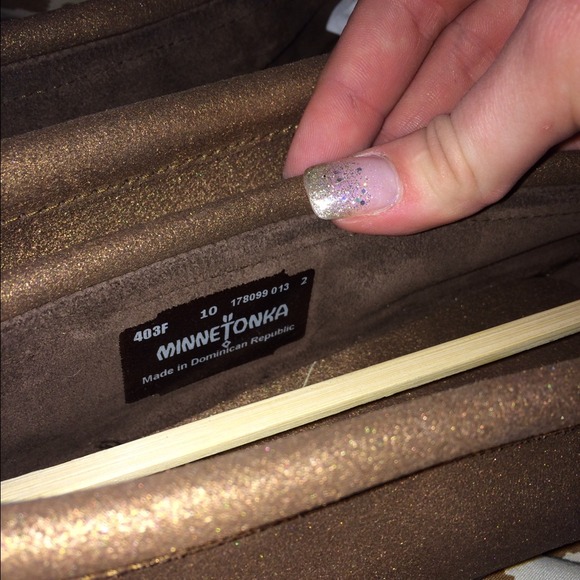 403F 10 178099 013 2
MINNETONKA
Made in Dominican Republic